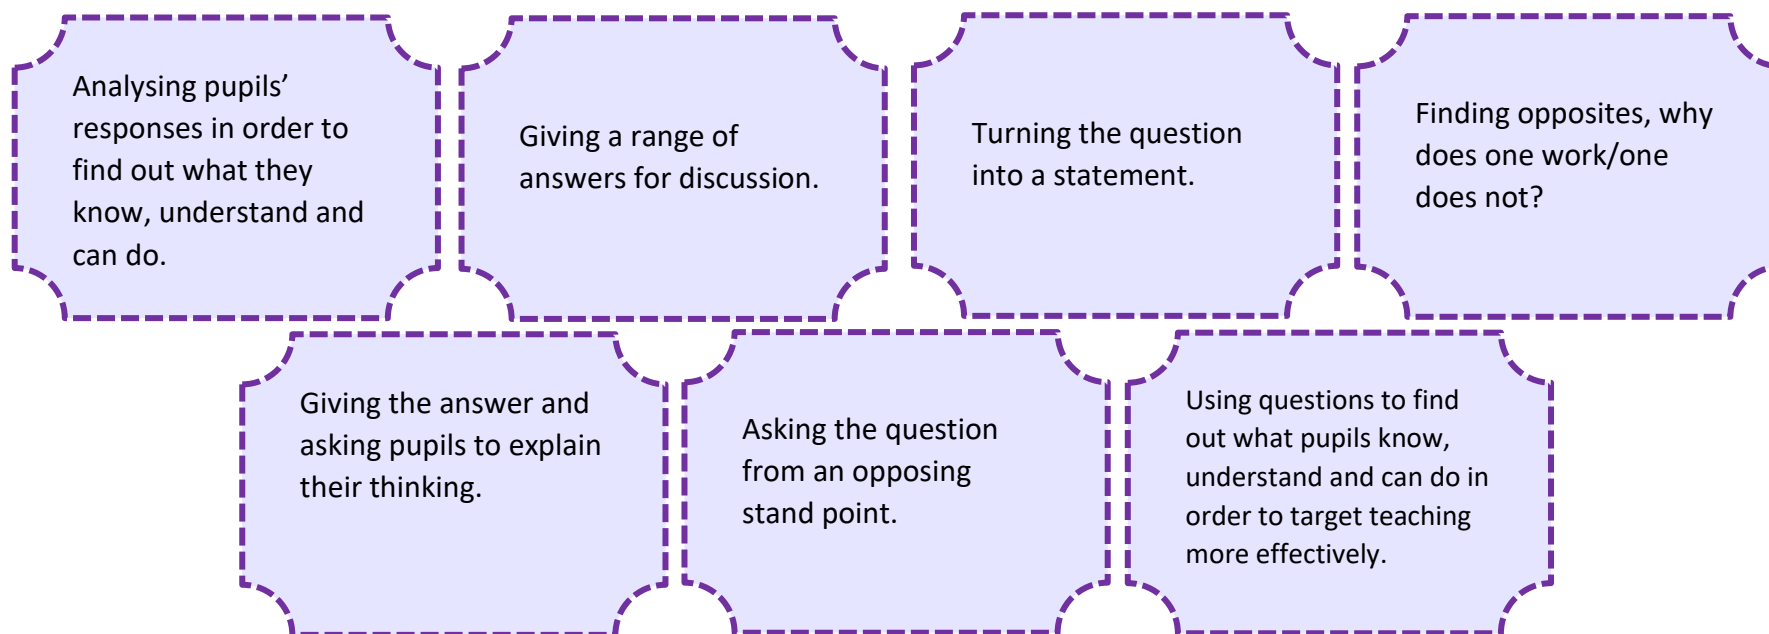 Analysing pupils’
responses in order to
find out what they
know, understand and
can do.
Giving a range of
answers for discussion.
Turning the question
into a statement.
Finding opposites, why
does one work/one
does not?
Giving the answer and
asking pupils to explain
their thinking.
Asking the question
from an opposing
stand point.
Using questions to find
out what pupils know,
understand and can do in
order to target teaching
more effectively.